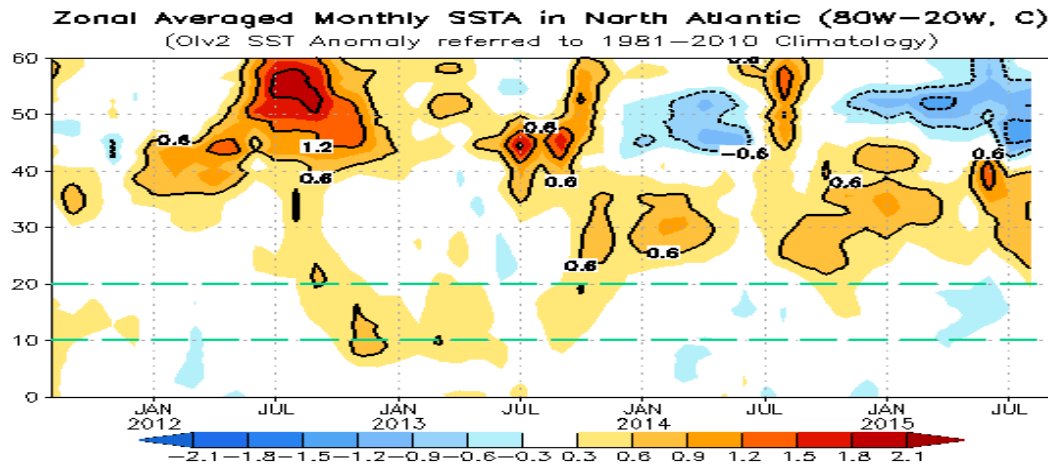 Zonal Averaged Monthly SSTA in North Atlantic (80W-20W, C)
(OIv2 SST Anomaly referred to 1981-2010 Climatology)
60
50
40
30
20
10
0
0.6
1.2
0.6
0.6
0.6
0.6
0.6
-0.6
0.6
0.6
0.6
0.6
JAN
2012
JUL
JAN
2013
JUL
JAN
2014
JUL
JAN
2015
JUL
-2.1 -1.8 -1.5 -1.2 -0.9 -0.6 -0.3 0.3 0.6 0.9 1.2 1.5 1.8 2.1